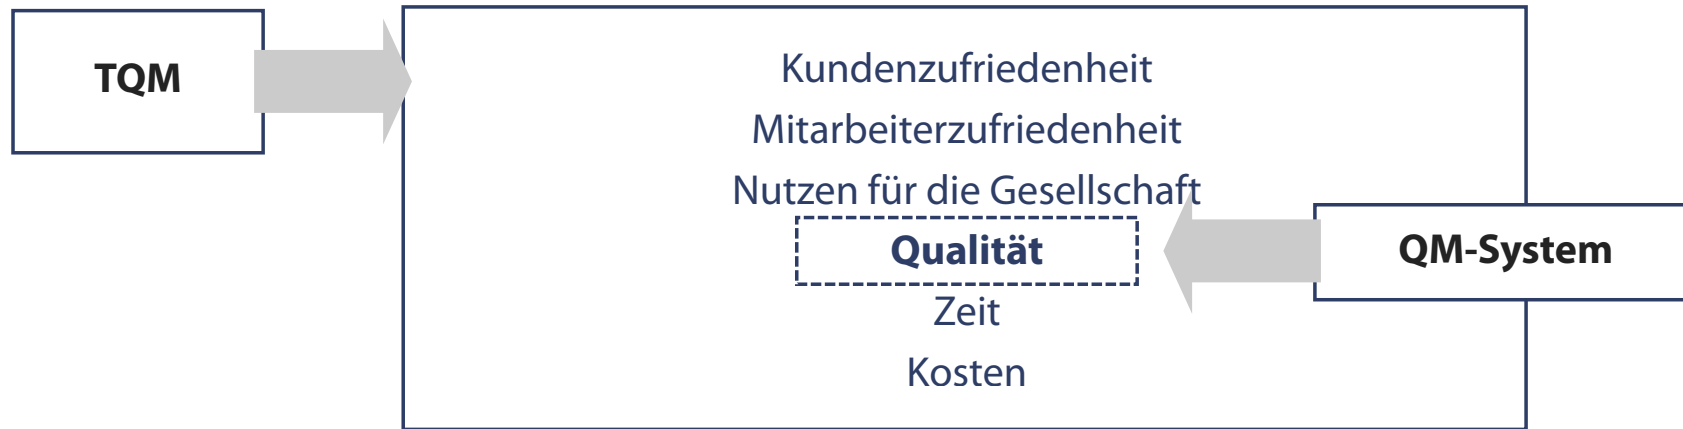 TQM
Kundenzufriedenheit
Mitarbeiterzufriedenheit
Nutzen für die Gesellschaft
Qualität
QM-System
Zeit
Kosten